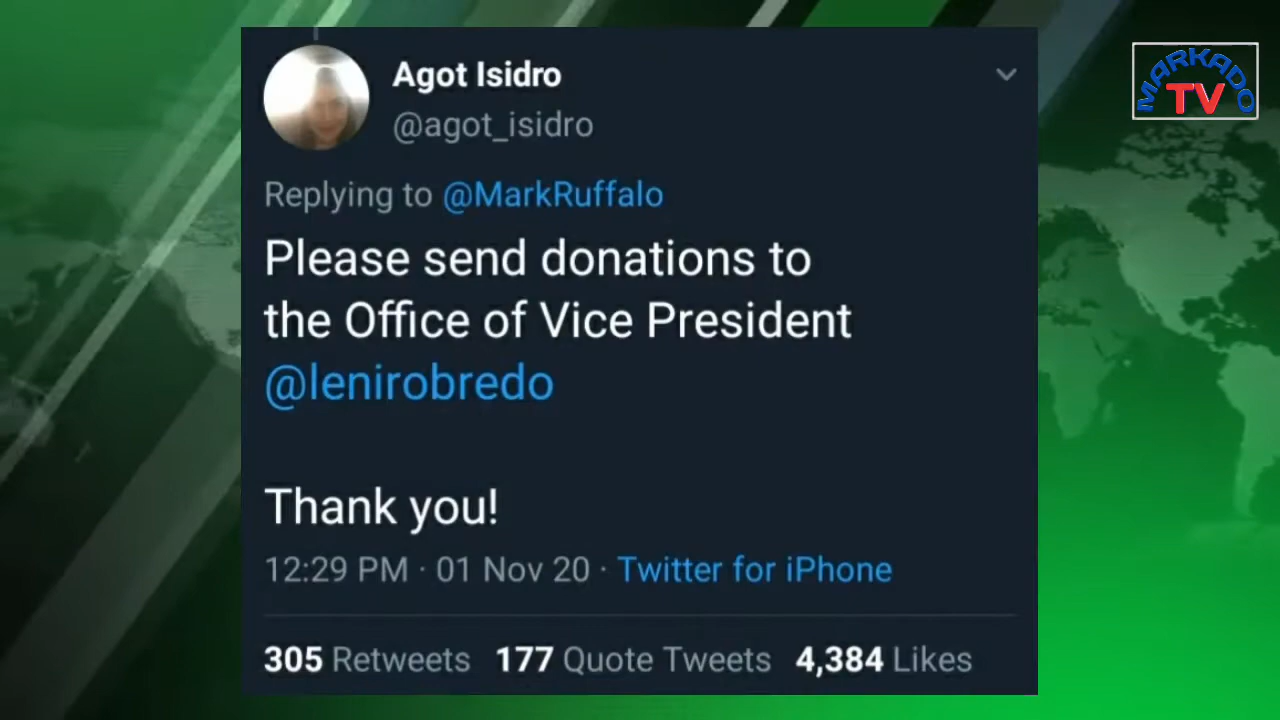 Agot Isidro
@agot_isidro
Replying to @MarkRuffalo
Please send donations to
the Office of Vice President
@lenirobredo
Thank you!
12:29 PM · 01 Nov 20 · Twitter for iPhone
305 Retweets 177 Quote Tweets 4,384 Likes
MARKADO
TV